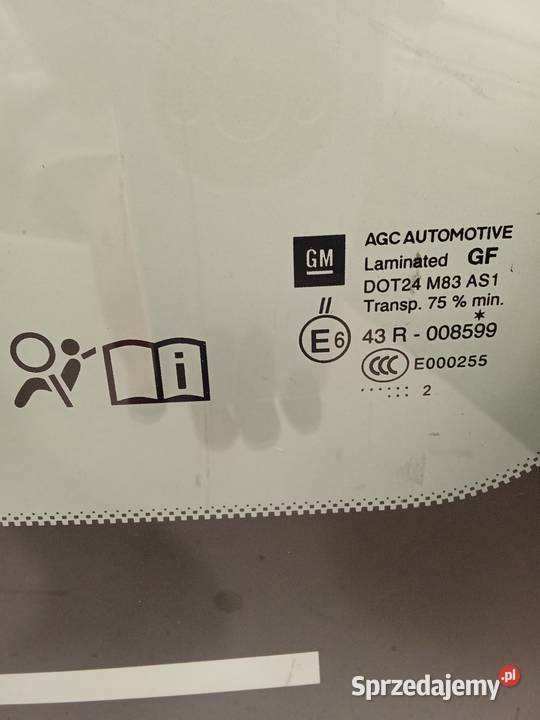 GM
AGC AUTOMOTIVE
Laminated GF
DOT24 M83 AS1
Transp. 75 % min.
II
E6
43 R - 008599
*
CCC
E000255
....::: 2
i
Sprzedajemy.pl